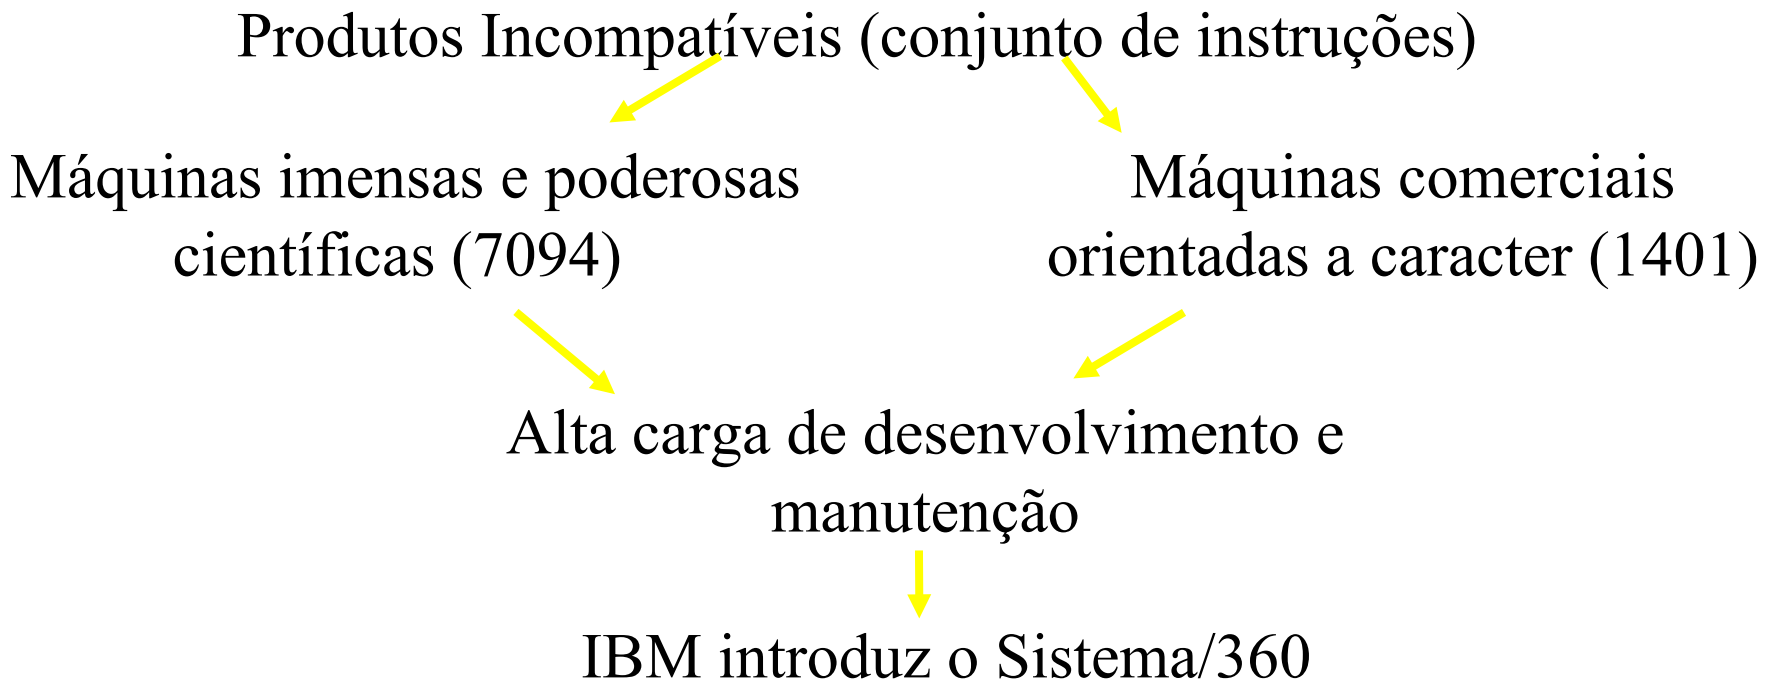 Produtos Incompatíveis (conjunto de instruções)
Máquinas imensas e poderosas
científicas (7094)
Máquinas comerciais
orientadas a caracter (1401)
Alta carga de desenvolvimento e
manutenção
IBM introduz o Sistema/360